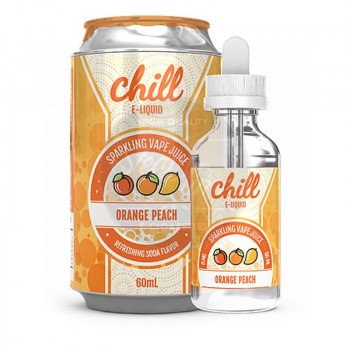 chill
E-LIQUID
SPARKLING VAPE JUICE
ORANGE PEACH
REFRESHING SODA FLAVOR
60mL
chill
E-LIQUID
SPARKLING VAPE JUICE
ORANGE PEACH